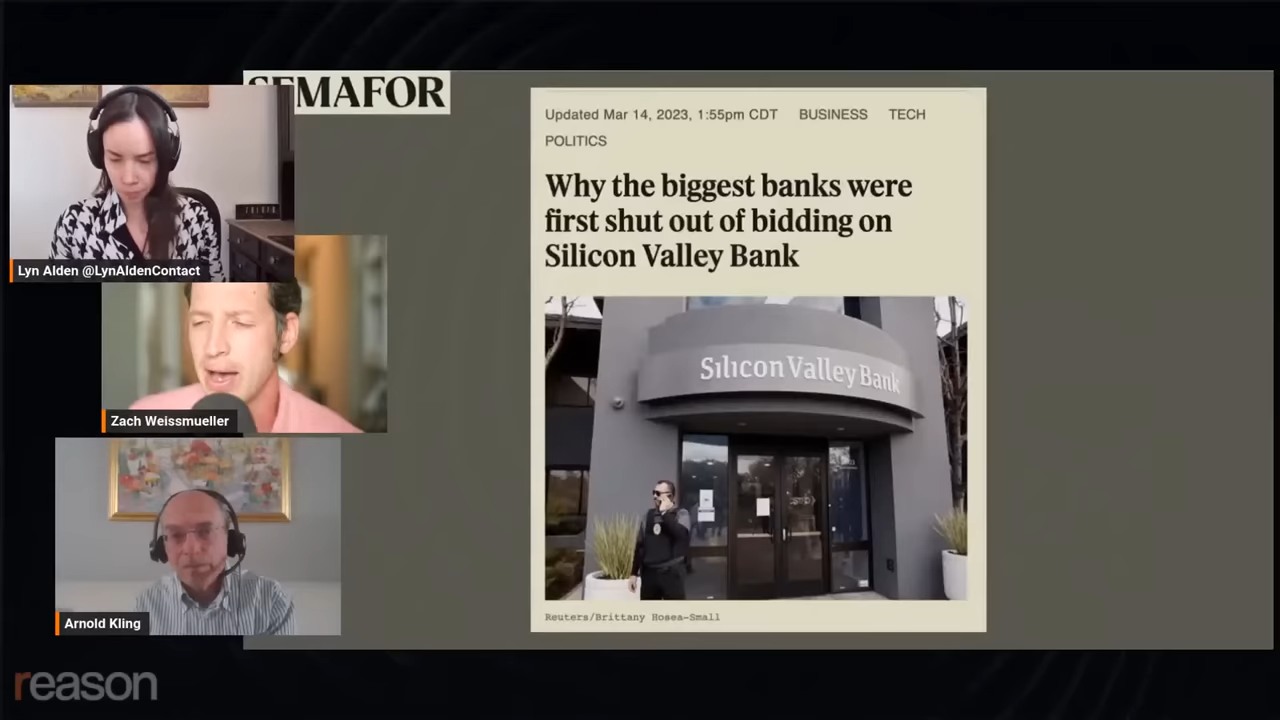 SEMAFOR
Updated Mar 14, 2023, 1:55pm CDT BUSINESS TECH
POLITICS
Why the biggest banks were
first shut out of bidding on
Silicon Valley Bank
Silicon Valley Bank
Reuters/Brittany Hosea-Small
Lyn Alden @LynAldenContact
Zach Weissmueller
Arnold Kling
reason